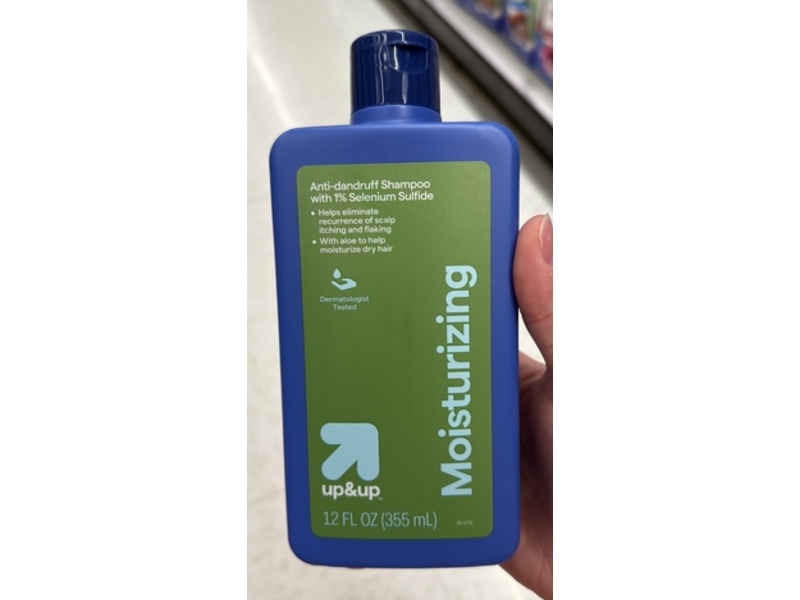 Anti-dandruff Shampoo
with 1% Selenium Sulfide
• Helps eliminate
recurrence of scalp
itching and flaking
• With aloe to help
moisturize dry hair
Dermatologist
Tested
Moisturizing
up&up™
12 FL OZ (355 mL)